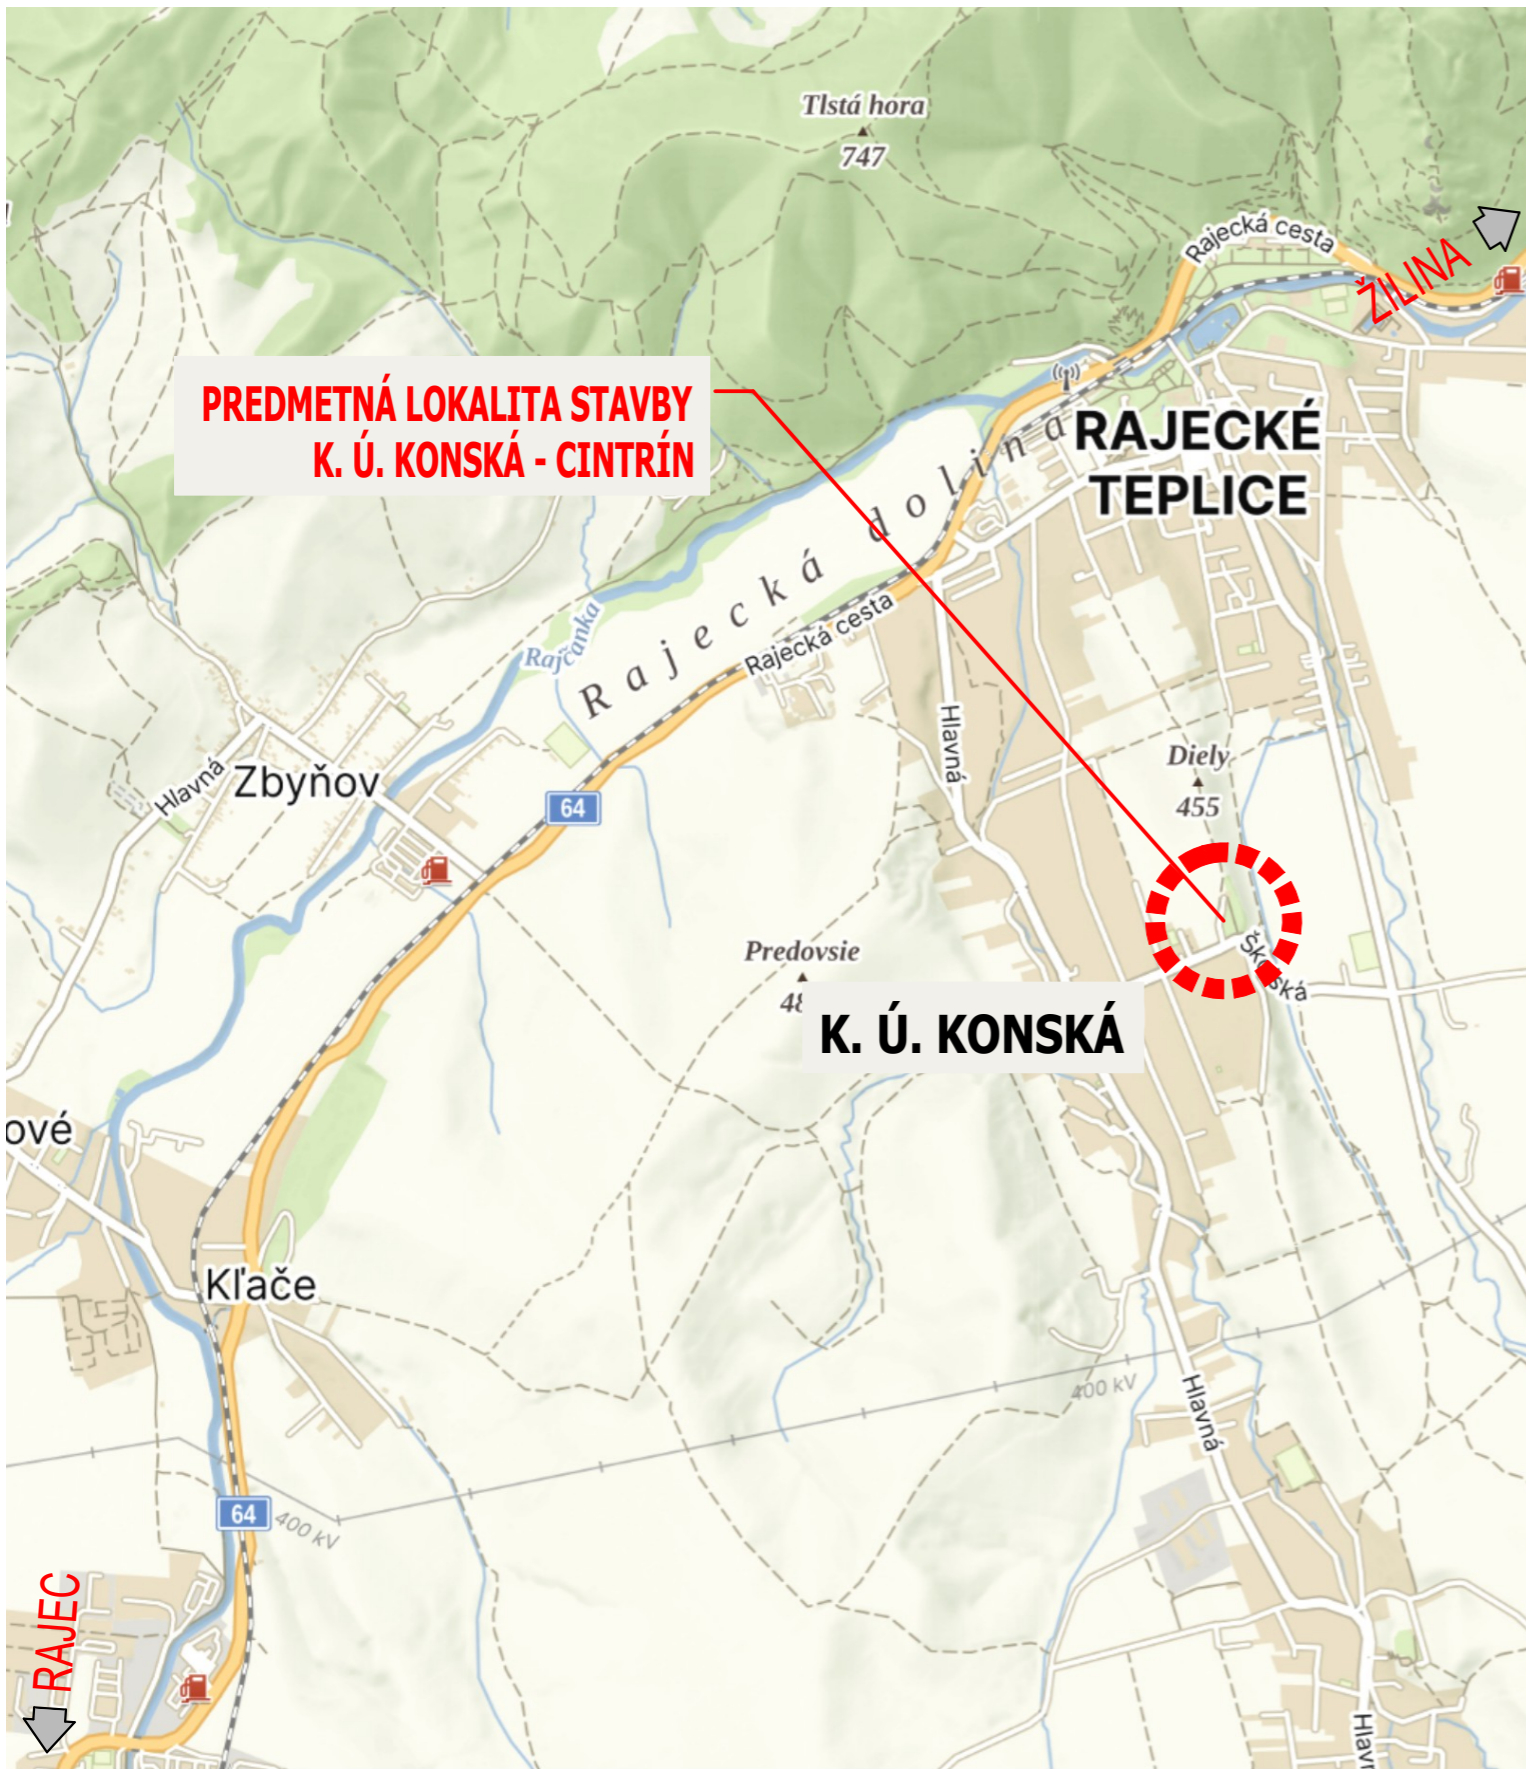 Tlstá hora
747
Rajecká cesta
ŽILINA
PREDMETNÁ LOKALITA STAVBY
K. Ú. KONSKÁ - CINTRÍN
RAJECKÉ
TEPLICE
Rajecká dolina
Rajčanka
Rajecká cesta
Hlavná
Diely
455
Hlavná
Zbyňov
64
Predovsie
K. Ú. KONSKÁ
ové
Kľače
400 kV
Hlavná
64
400 kV
RAJEC